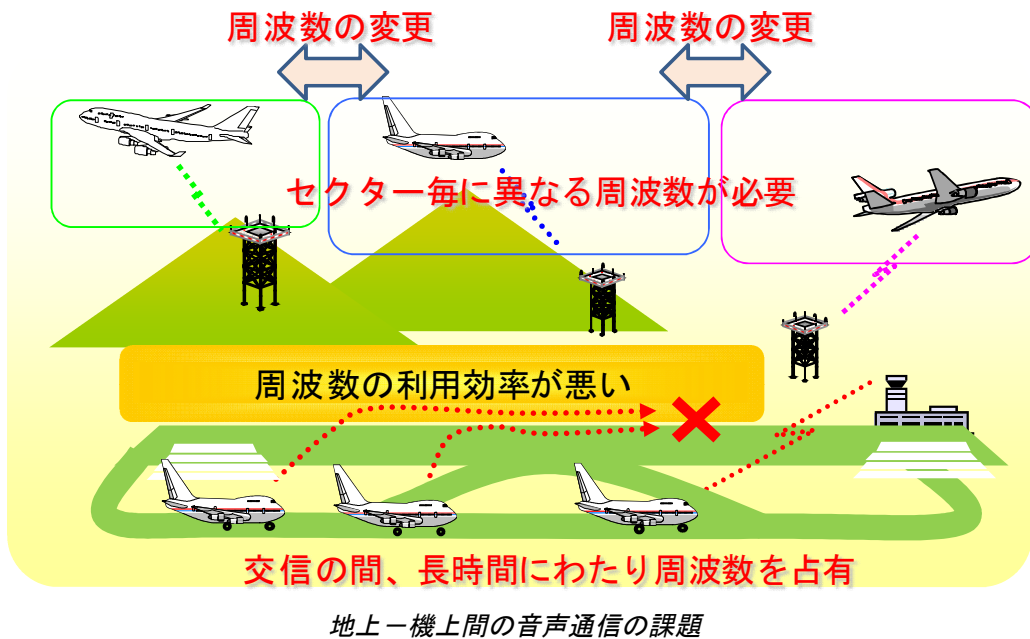 周波数の変更
周波数の変更
セクター毎に異なる周波数が必要
周波数の利用効率が悪い
交信の間、長時間にわたり周波数を占有
地上－機上間の音声通信の課題